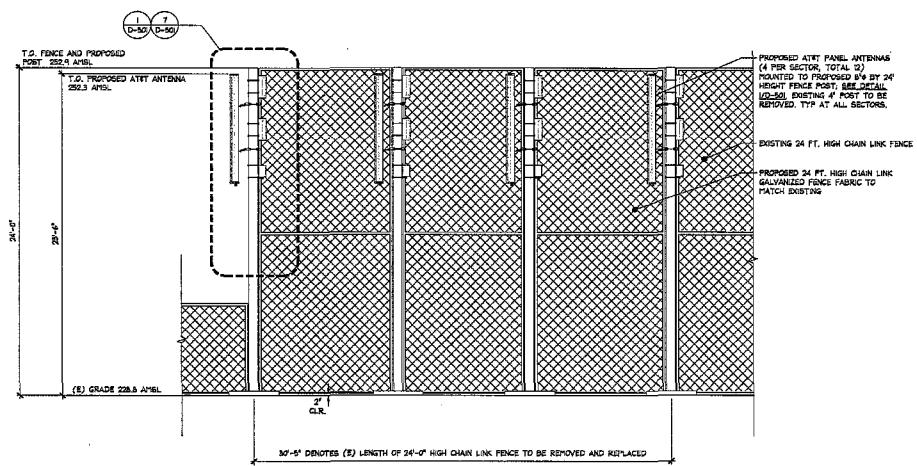 1 7
D-501 D-501
T.O. FENCE AND PROPOSED
POST 252.9 AMSL
T.O. PROPOSED AT&T ANTENNA
252.3 AMSL
PROPOSED AT&T PANEL ANTENNAS
(4 PER SECTOR, TOTAL 12)
MOUNTED TO PROPOSED 8"ø BY 24'
HEIGHT FENCE POST; SEE DETAIL
1/D-501. EXISTING 4" POST TO BE
REMOVED. TYP AT ALL SECTORS.
EXISTING 24 FT. HIGH CHAIN LINK FENCE
PROPOSED 24 FT. HIGH CHAIN LINK
GALVANIZED FENCE FABRIC TO
MATCH EXISTING
24'-0"
23'-6"
(E) GRADE 228.8 AMSL
2"
CLR.
30'-5" DENOTES (E) LENGTH OF 24'-0" HIGH CHAIN LINK FENCE TO BE REMOVED AND REPLACED